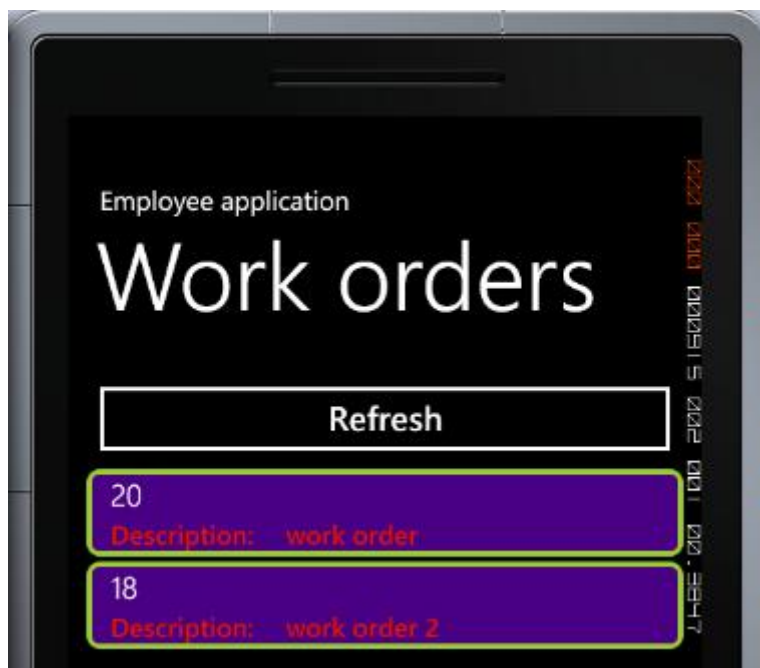 Employee application
Work orders
Refresh
20
Description: work order
18
Description: work order 2